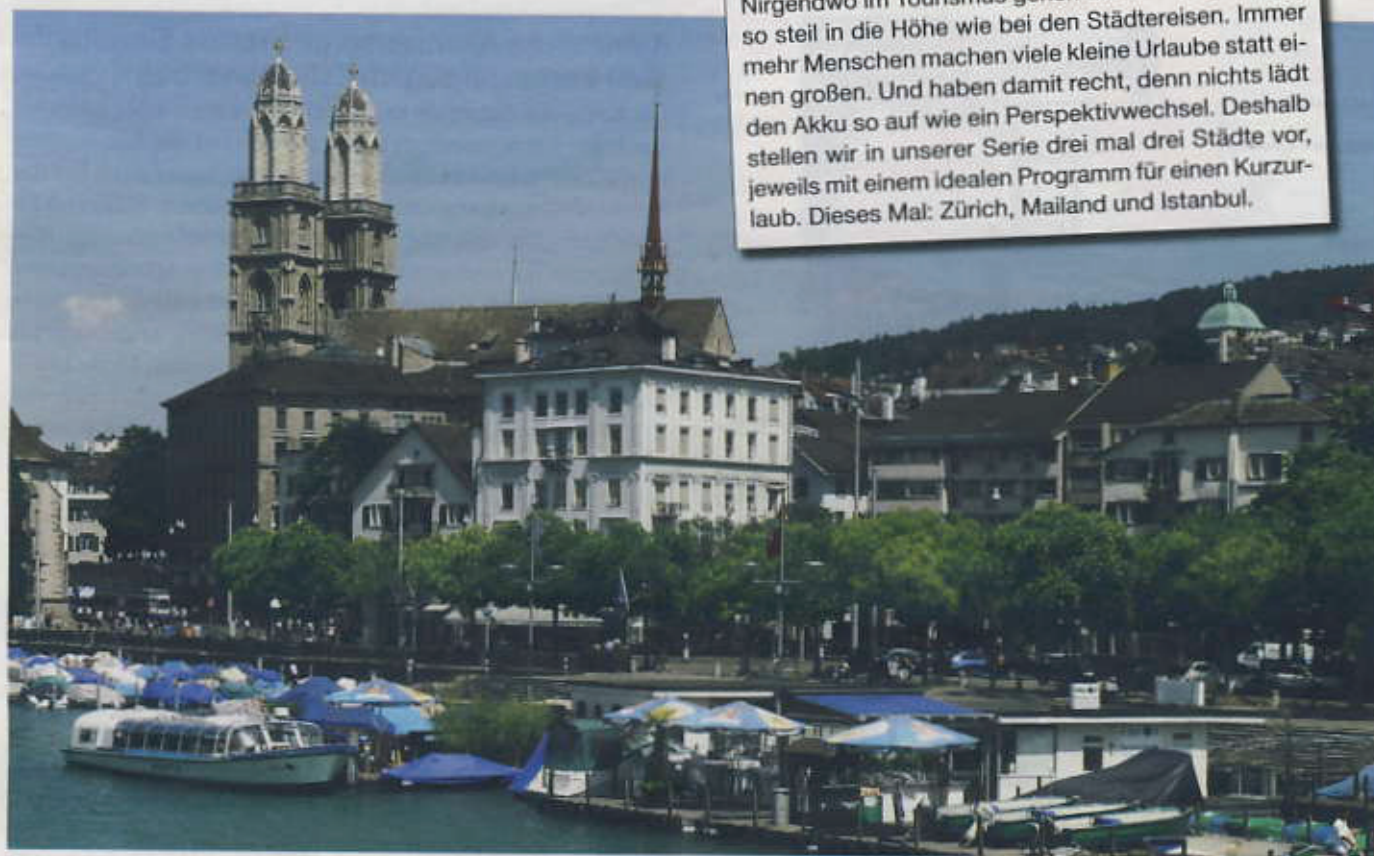 Nirgendwo im Tourismus
so steil in die Höhe wie bei den Städtereisen. Immer
mehr Menschen machen viele kleine Urlaube statt ei-
nen großen. Und haben damit recht, denn nichts lädt
den Akku so auf wie ein Perspektivwechsel. Deshalb
stellen wir in unserer Serie drei mal drei Städte vor,
jeweils mit einem idealen Programm für einen Kurzur-
laub. Dieses Mal: Zürich, Mailand und Istanbul.